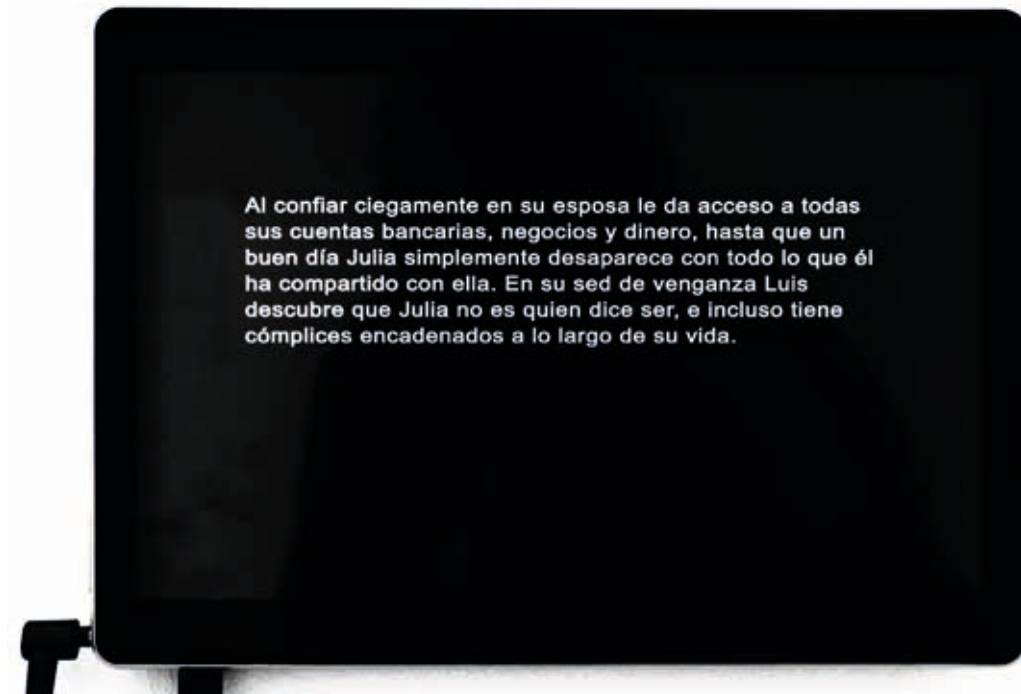 Al confiar ciegamente en su esposa le da acceso a todas
sus cuentas bancarias, negocios y dinero, hasta que un
buen día Julia simplemente desaparece con todo lo que él
ha compartido con ella. En su sed de venganza Luis
descubre que Julia no es quien dice ser, e incluso tiene
cómplices encadenados a lo largo de su vida.